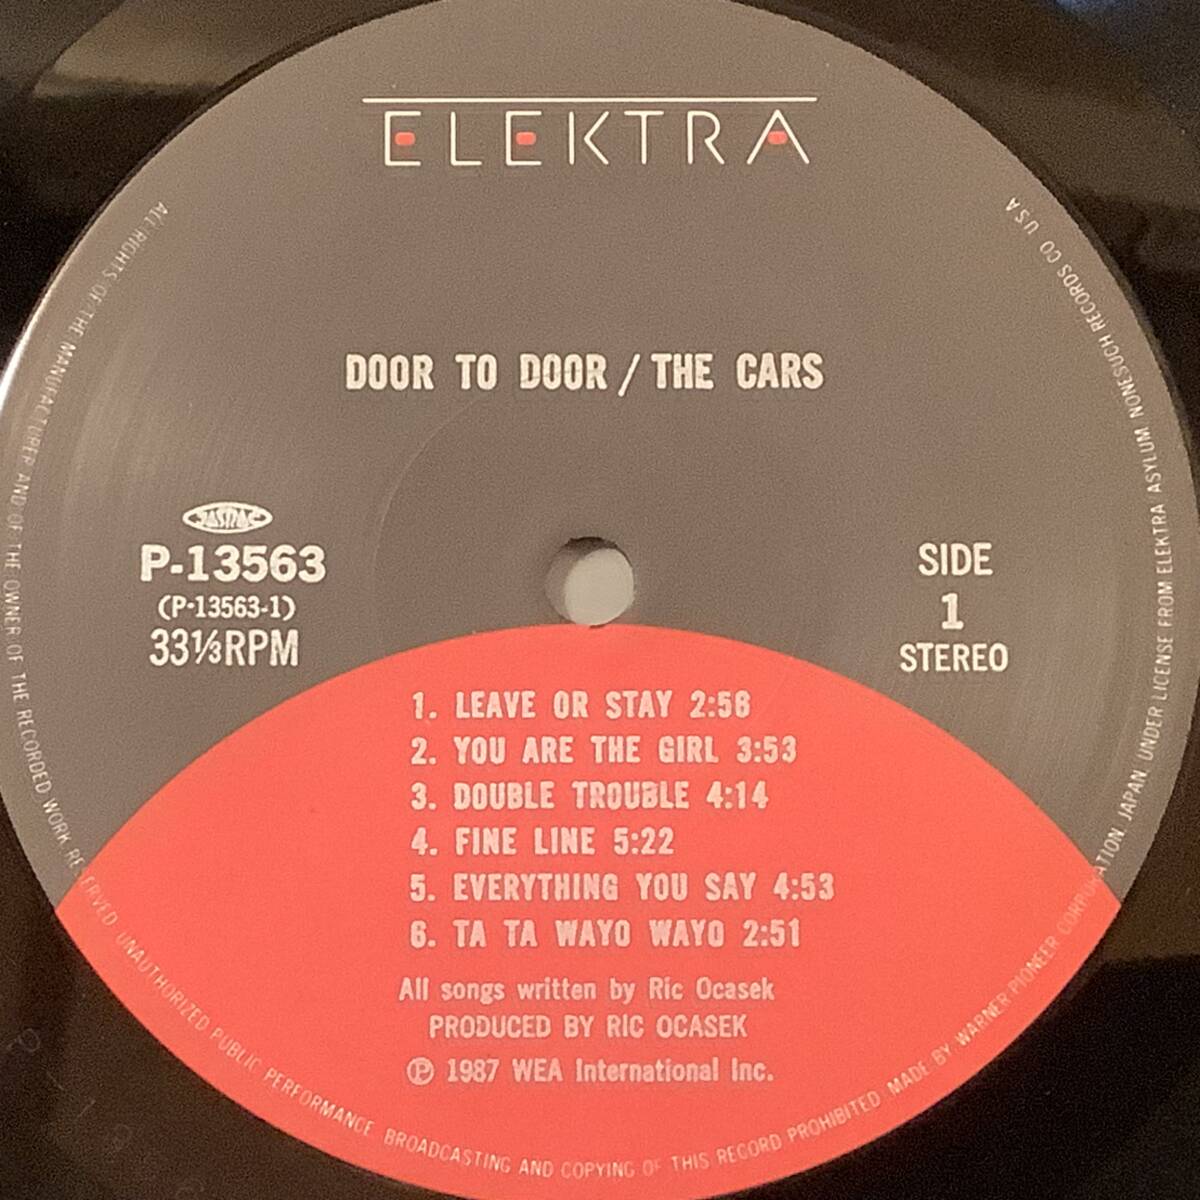 ELEKTRA
DOOR TO DOOR / THE CARS
JASRAC
P-13563
(P-13563-1)
33⅓RPM
SIDE
1
STEREO
1. LEAVE OR STAY 2:56
2. YOU ARE THE GIRL 3:53
3. DOUBLE TROUBLE 4:14
4. FINE LINE 5:22
5. EVERYTHING YOU SAY 4:53
6. TA TA WAYO WAYO 2:51
All songs written by Ric Ocasek
PRODUCED BY RIC OCASEK
Ⓟ 1987 WEA International Inc.
ALL RIGHTS OF THE MANUFACTURER AND OF THE OWNER OF THE RECORDED WORK RESERVED. UNAUTHORIZED PUBLIC PERFORMANCE BROADCASTING AND COPYING OF THIS RECORD PROHIBITED. MADE BY WARNER-PIONEER CORPORATION, JAPAN. UNDER LICENSE FROM ELEKTRA ASYLUM NONESUCH RECORDS CO U.S.A